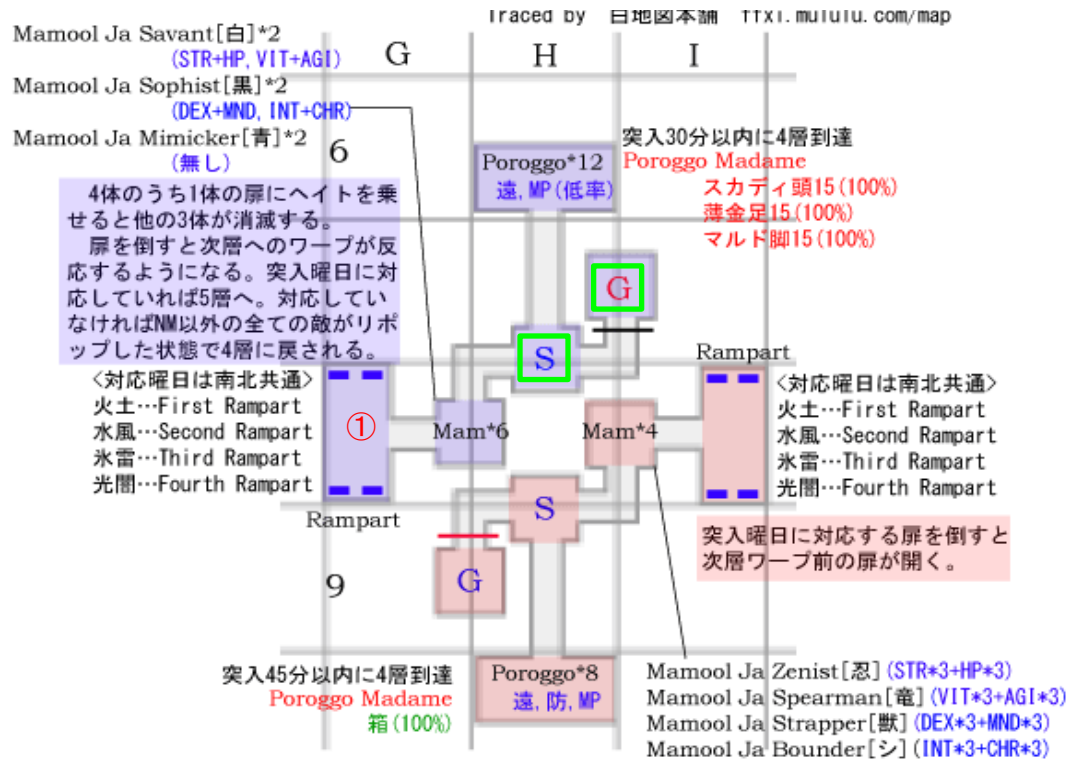 Traced by 白地図本舗 ffxi.mululu.com/map
Mamool Ja Savant[白]*2
(STR+HP, VIT+AGI)
Mamool Ja Sophist[黒]*2
(DEX+MND, INT+CHR)
Mamool Ja Mimicker[青]*2
(無し)
G
H
I
6
4体のうち1体の扉にヘイトを乗
せると他の3体が消滅する。
扉を倒すと次層へのワープが反
応するようになる。突入曜日に対
応していれば5層へ。対応してい
なければNM以外の全ての敵がリポ
ップした状態で4層に戻される。
Poroggo*12
遠, MP(低率)
突入30分以内に4層到達
Poroggo Madame
スカディ頭15(100%)
薄金足15(100%)
マルド脚15(100%)
G
S
<対応曜日は南北共通>
火土…First Rampart
水風…Second Rampart
氷雷…Third Rampart
光闇…Fourth Rampart
①
Rampart
Mam*6
Mam*4
Rampart
<対応曜日は南北共通>
火土…First Rampart
水風…Second Rampart
氷雷…Third Rampart
光闇…Fourth Rampart
S
突入曜日に対応する扉を倒すと
次層ワープ前の扉が開く。
9
G
突入45分以内に4層到達
Poroggo Madame
箱(100%)
Poroggo*8
遠, 防, MP
Mamool Ja Zenist[忍](STR*3+HP*3)
Mamool Ja Spearman[竜](VIT*3+AGI*3)
Mamool Ja Strapper[獣](DEX*3+MND*3)
Mamool Ja Bounder[シ](INT*3+CHR*3)